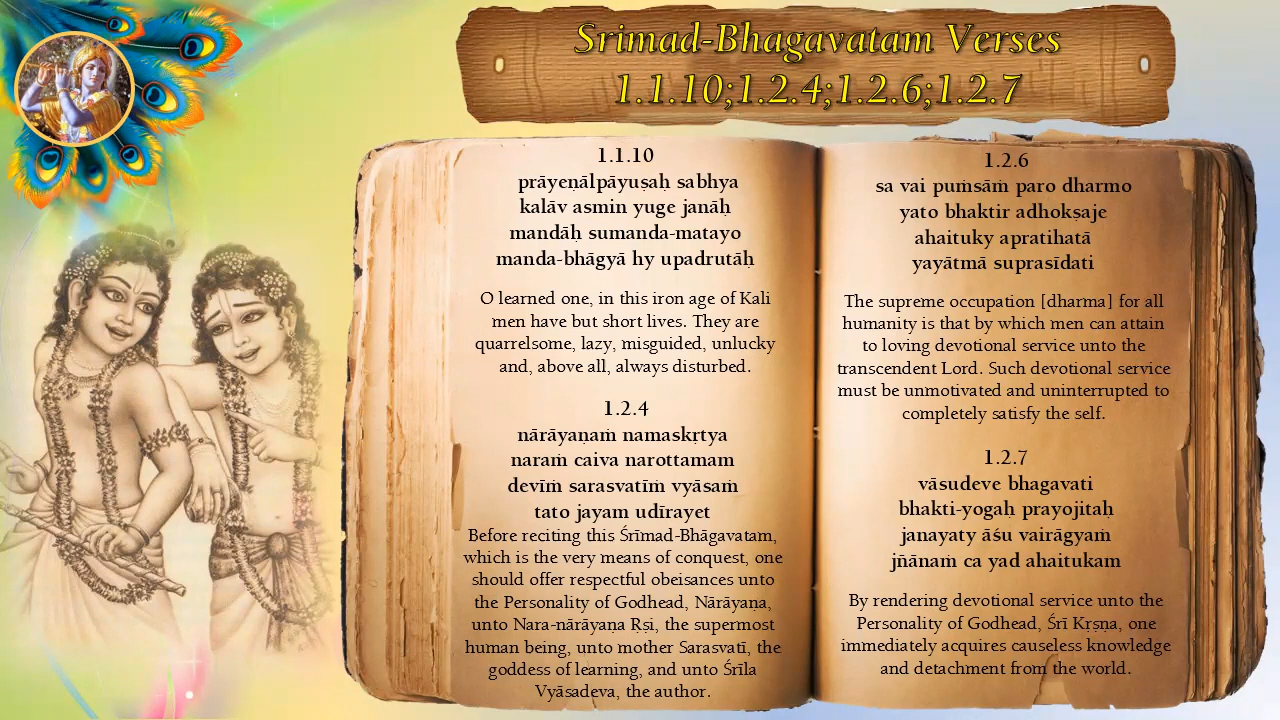 Srimad-Bhagavatam Verses
1.1.10;1.2.4;1.2.6;1.2.7
1.1.10
prāyeṇālpāyuṣaḥ sabhya
kalāv asmin yuge janāḥ
mandāḥ sumanda-matayo
manda-bhāgyā hy upadrutāḥ
O learned one, in this iron age of Kali
men have but short lives. They are
quarrelsome, lazy, misguided, unlucky
and, above all, always disturbed.
1.2.4
nārāyaṇaṁ namaskṛtya
naraṁ caiva narottamam
devīṁ sarasvatīṁ vyāsaṁ
tato jayam udīrayet
Before reciting this Śrīmad-Bhāgavatam,
which is the very means of conquest, one
should offer respectful obeisances unto
the Personality of Godhead, Nārāyaṇa,
unto Nara-nārāyaṇa Ṛṣi, the supermost
human being, unto mother Sarasvatī, the
goddess of learning, and unto Śrīla
Vyāsadeva, the author.
1.2.6
sa vai puṁsāṁ paro dharmo
yato bhaktir adhokṣaje
ahaituky apratihatā
yayātmā suprasīdati
The supreme occupation [dharma] for all
humanity is that by which men can attain
to loving devotional service unto the
transcendent Lord. Such devotional service
must be unmotivated and uninterrupted to
completely satisfy the self.
1.2.7
vāsudeve bhagavati
bhakti-yogaḥ prayojitaḥ
janayaty āśu vairāgyaṁ
jñānaṁ ca yad ahaitukam
By rendering devotional service unto the
Personality of Godhead, Śrī Kṛṣṇa, one
immediately acquires causeless knowledge
and detachment from the world.